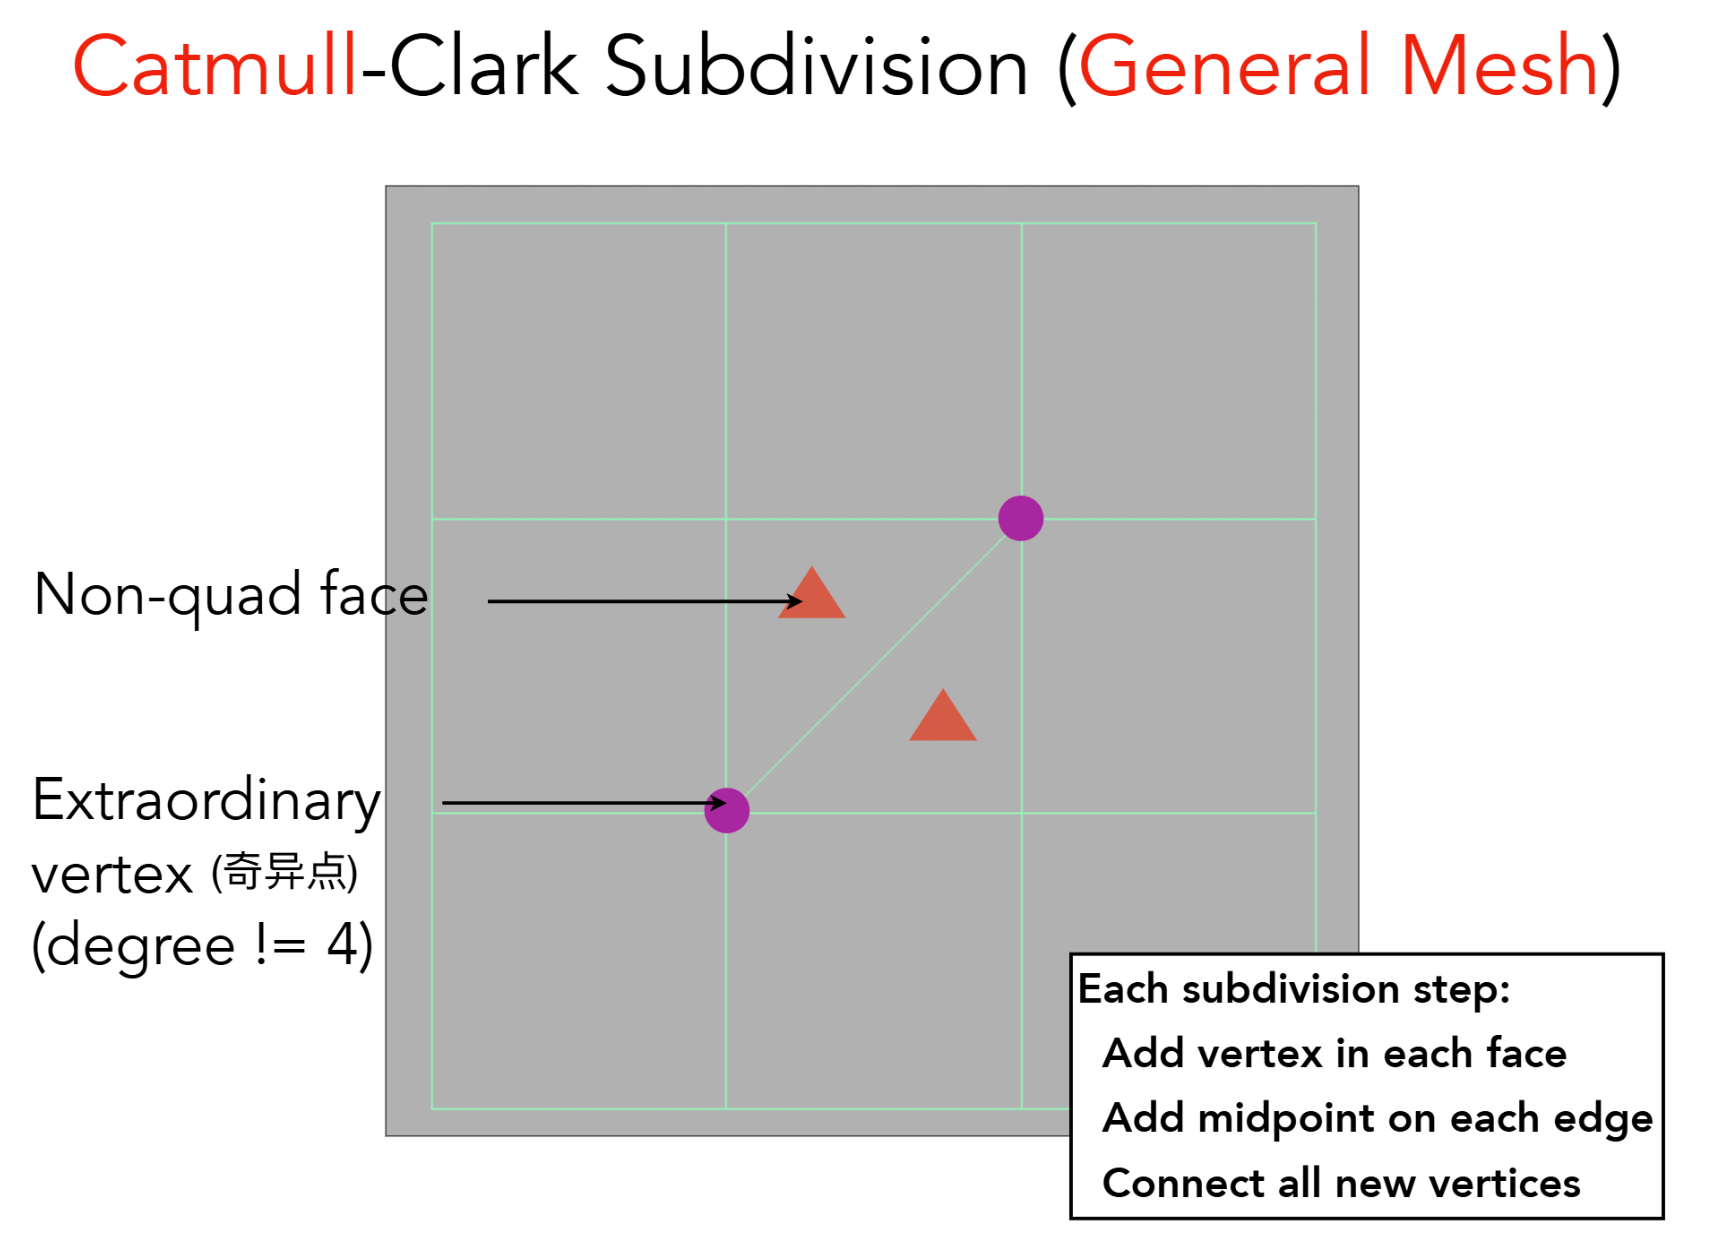 Catmull-Clark Subdivision (General Mesh)
Non-quad face
Extraordinary
vertex (奇异点)
(degree != 4)
Each subdivision step:
Add vertex in each face
Add midpoint on each edge
Connect all new vertices